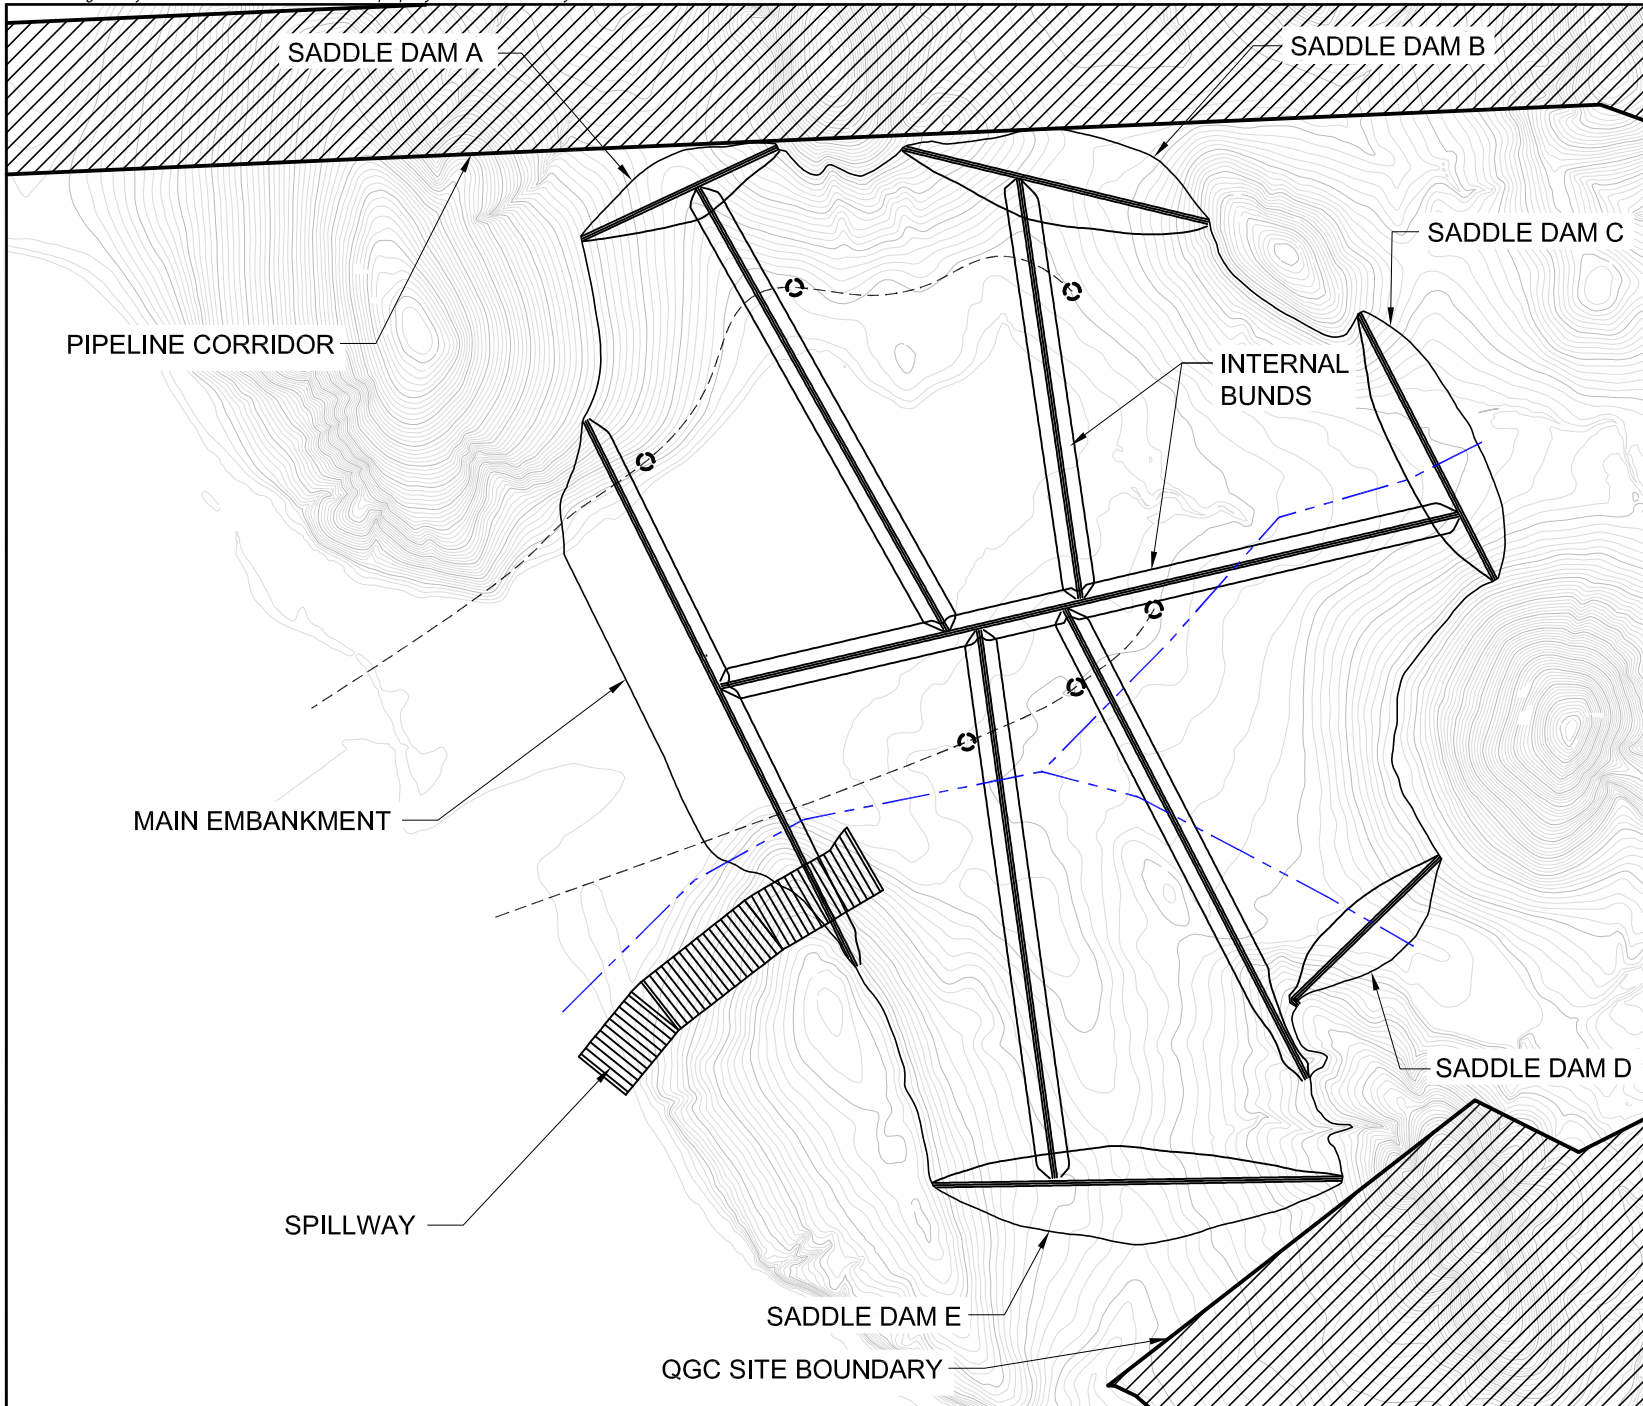 SADDLE DAM A
SADDLE DAM B
SADDLE DAM C
PIPELINE CORRIDOR
INTERNAL
BUNDS
MAIN EMBANKMENT
SADDLE DAM D
SPILLWAY
SADDLE DAM E
QGC SITE BOUNDARY